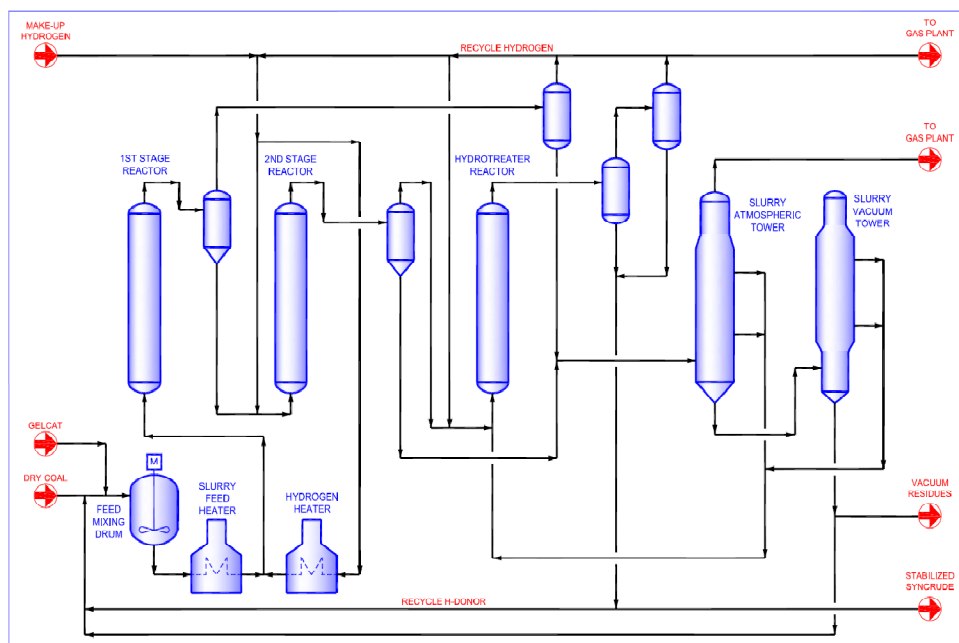 MAKE-UP
HYDROGEN
RECYCLE HYDROGEN
TO
GAS PLANT
TO
GAS PLANT
1ST STAGE
REACTOR
2ND STAGE
REACTOR
HYDROTREATER
REACTOR
SLURRY
ATMOSPHERIC
TOWER
SLURRY
VACUUM
TOWER
GELCAT
DRY COAL
M
FEED
MIXING
DRUM
SLURRY
FEED
HEATER
HYDROGEN
HEATER
VACUUM
RESIDUES
RECYCLE H-DONOR
STABILIZED
SYNCRUDE